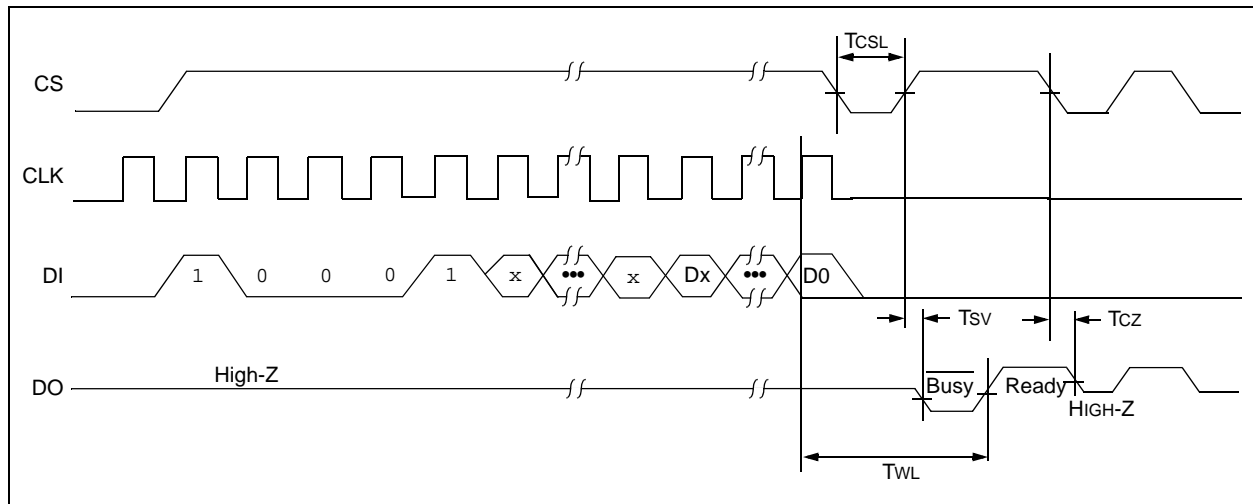 TCSL
CS
CLK
DI 1 0 0 0 1 x ••• x Dx ••• D0
TSV TCZ
High-Z
DO Busy Ready
HIGH-Z
TWL